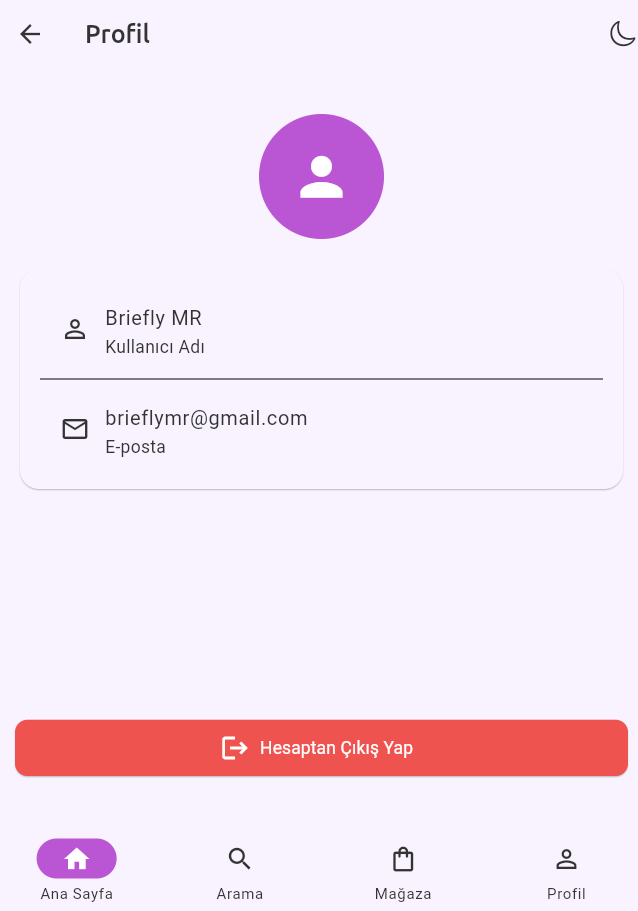 Profil
Briefly MR
Kullanıcı Adı
brieflymr@gmail.com
E-posta
Hesaptan Çıkış Yap
Ana Sayfa
Arama
Mağaza
Profil